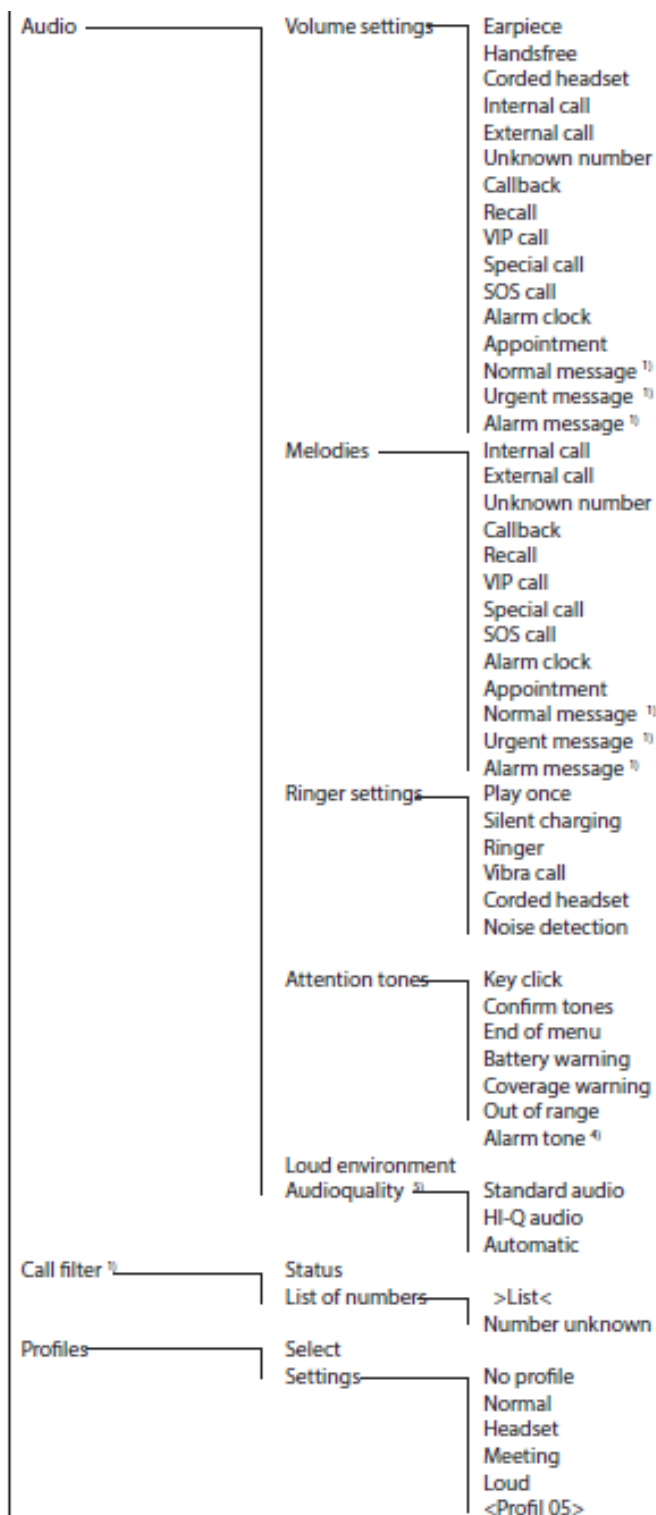 Audio Volume settings Earpiece
Handsfree
Corded headset
Internal call
External call
Unknown number
Callback
Recall
VIP call
Special call
SOS call
Alarm clock
Appointment
Normal message 1)
Urgent message 1)
Alarm message 1)
Melodies Internal call
External call
Unknown number
Callback
Recall
VIP call
Special call
SOS call
Alarm clock
Appointment
Normal message 1)
Urgent message 1)
Alarm message 1)
Ringer settings Play once
Silent charging
Ringer
Vibra call
Corded headset
Noise detection
Attention tones Key click
Confirm tones
End of menu
Battery warning
Coverage warning
Out of range
Alarm tone 4)
Loud environment
Audioquality 5) Standard audio
HI-Q audio
Automatic
Call filter 1) Status
List of numbers >List<
Number unknown
Profiles Select
Settings No profile
Normal
Headset
Meeting
Loud
<Profil 05>